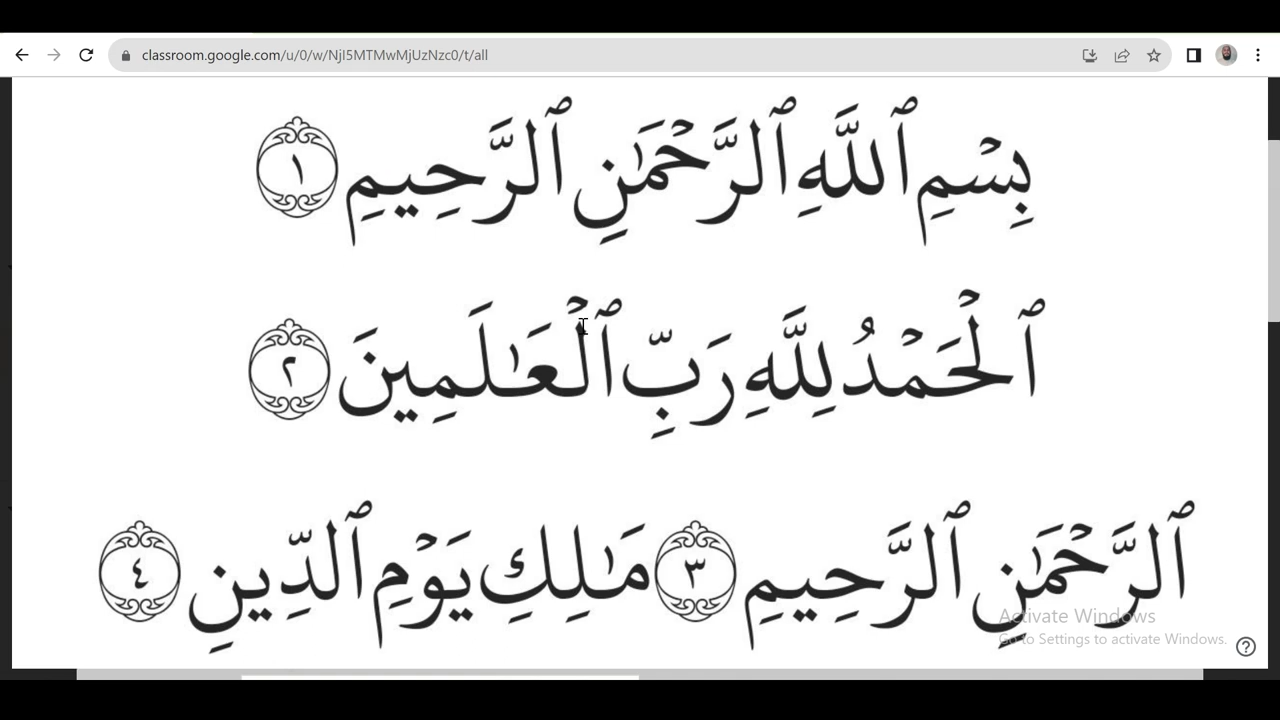 classroom.google.com/u/0/w/NjI5MTMwMjUzNzc0/t/all
بِسْمِ ٱللَّهِ ٱلرَّحْمَـٰنِ ٱلرَّحِيمِ ١
ٱلْحَمْدُ لِلَّهِ رَبِّ ٱلْعَـٰلَمِينَ ٢
ٱلرَّحْمَـٰنِ ٱلرَّحِيمِ ٣ مَـٰلِكِ يَوْمِ ٱلدِّينِ ٤
Activate Windows
Go to Settings to activate Windows.